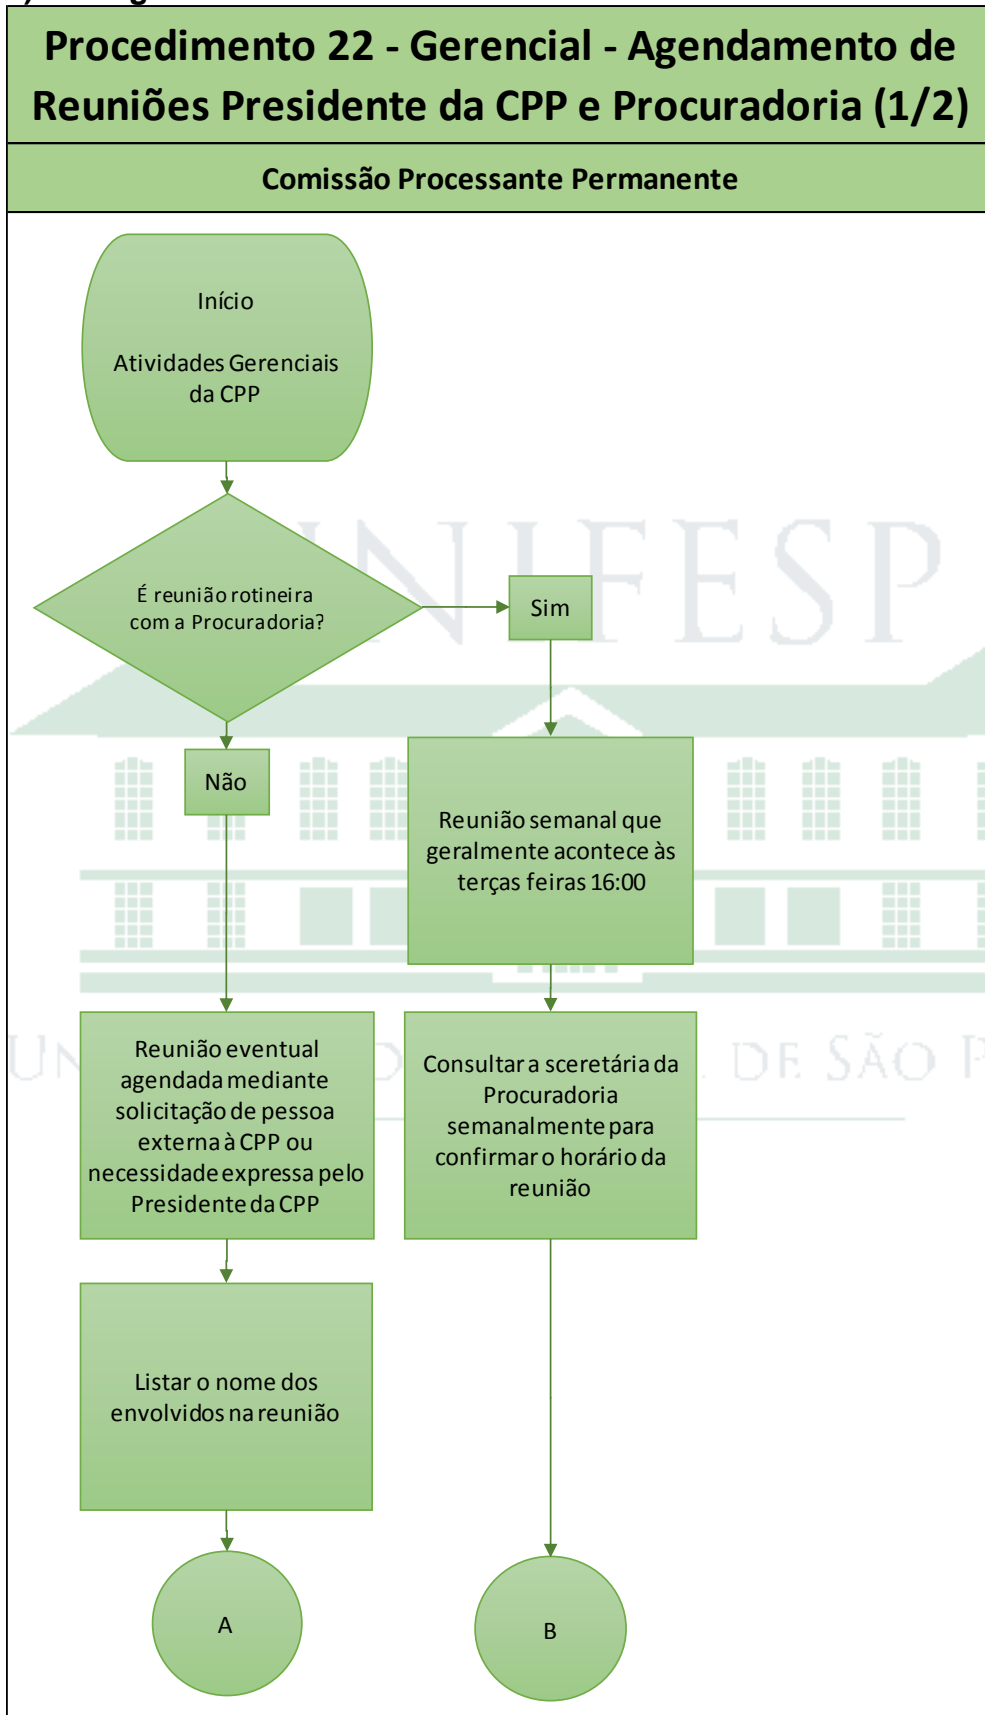 Procedimento 22 - Gerencial - Agendamento de
Reuniões Presidente da CPP e Procuradoria (1/2)
Comissão Processante Permanente
Início
Atividades Gerenciais
da CPP
UNIFESP
É reunião rotineira
com a Procuradoria?
Sim
Não
Reunião semanal que
geralmente acontece às
terças feiras 16:00
Reunião eventual
agendada mediante
solicitação de pessoa
externa à CPP ou
necessidade expressa pelo
Presidente da CPP
Consultar a sceretária da
Procuradoria
semanalmente para
confirmar o horário da
reunião
DE SÃO P
Listar o nome dos
envolvidos na reunião
A
B